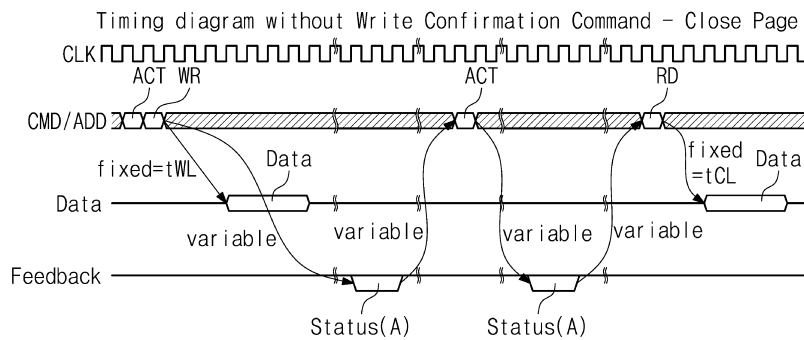 Timing diagram without Write Confirmation Command - Close Page
CLK
ACT WR ACT RD
CMD/ADD
fixed=tWL Data fixed =tCL Data
Data
variable variable variable variable
Feedback
Status(A) Status(A)